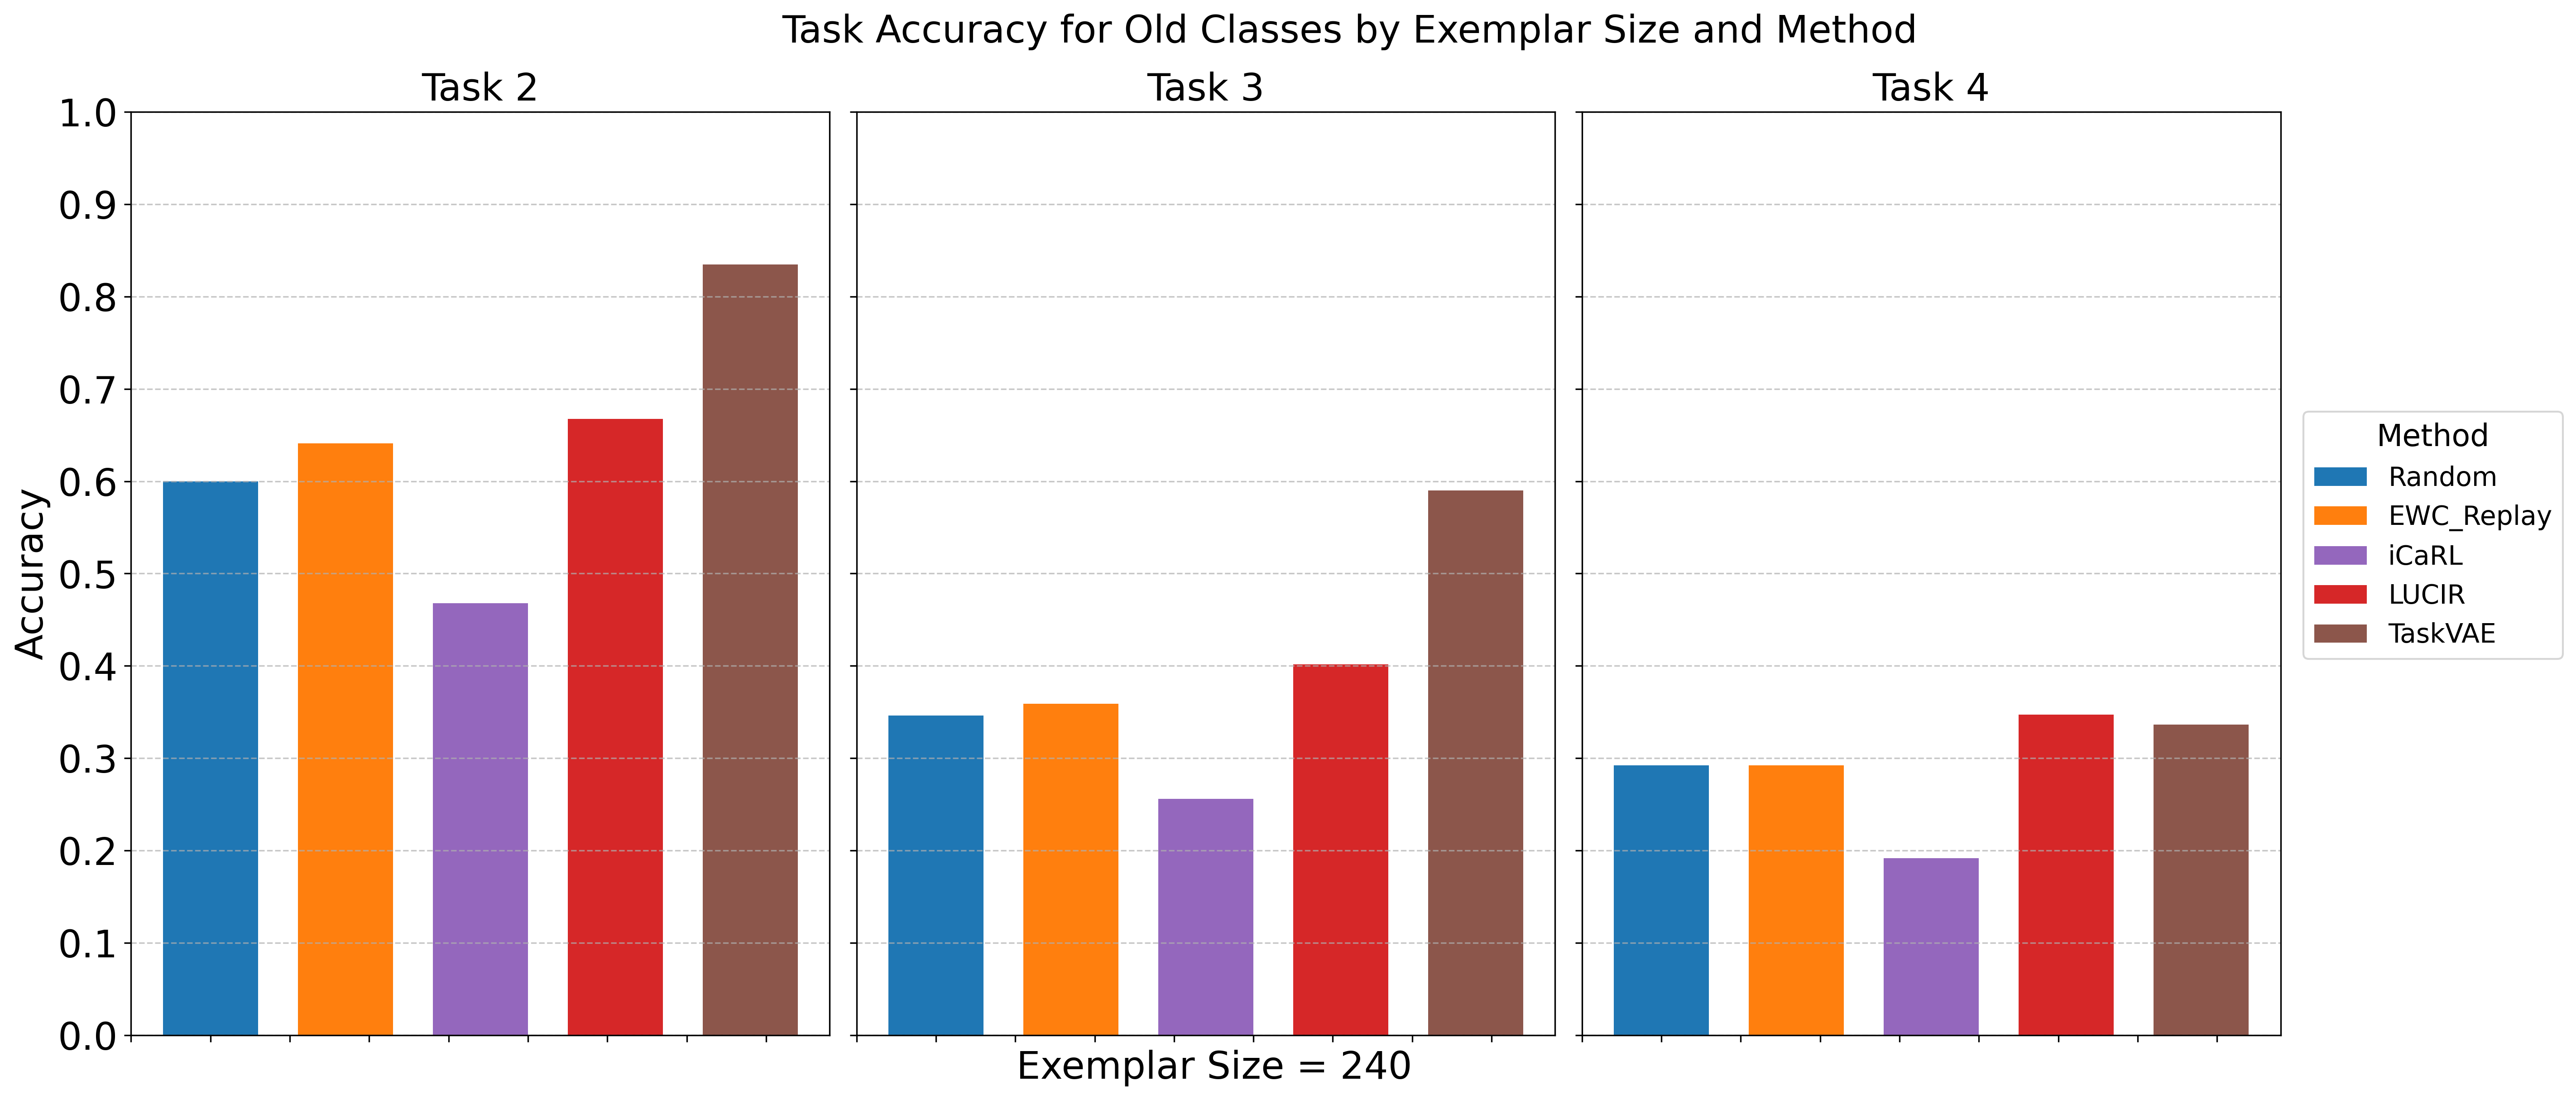 Task Accuracy for Old Classes by Exemplar Size and Method
Task 2
Task 3
Task 4
Accuracy
1.0
0.9
0.8
0.7
0.6
0.5
0.4
0.3
0.2
0.1
0.0
Exemplar Size = 240
Method
Random
EWC_Replay
iCaRL
LUCIR
TaskVAE